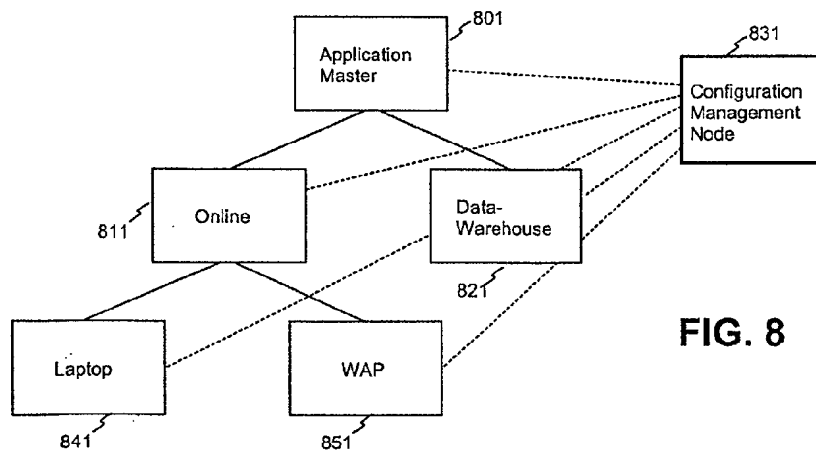 801
Application
Master
831
Configuration
Management
Node
811
Online
Data-
Warehouse
821
Laptop
WAP
841
851
FIG. 8